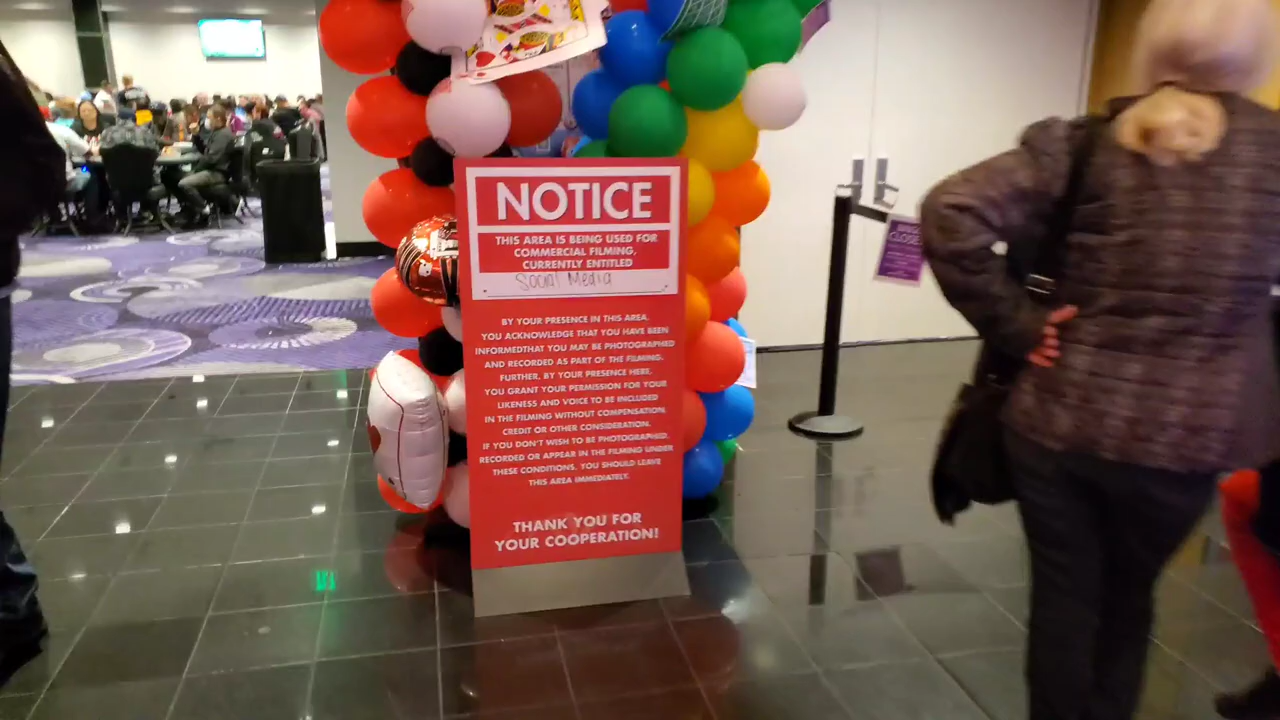 NOTICE
THIS AREA IS BEING USED FOR
COMMERCIAL FILMING,
CURRENTLY ENTITLED
Social Media
BY YOUR PRESENCE IN THIS AREA,
YOU ACKNOWLEDGE THAT YOU HAVE BEEN
INFORMEDTHAT YOU MAY BE PHOTOGRAPHED
AND RECORDED AS PART OF THE FILMING.
FURTHER, BY YOUR PRESENCE HERE,
YOU GRANT YOUR PERMISSION FOR YOUR
LIKENESS AND VOICE TO BE INCLUDED
IN THE FILMING WITHOUT COMPENSATION,
CREDIT OR OTHER CONSIDERATION.
IF YOU DON'T WISH TO BE PHOTOGRAPHED,
RECORDED OR APPEAR IN THE FILMING UNDER
THESE CONDITIONS, YOU SHOULD LEAVE
THIS AREA IMMEDIATELY.
THANK YOU FOR
YOUR COOPERATION!